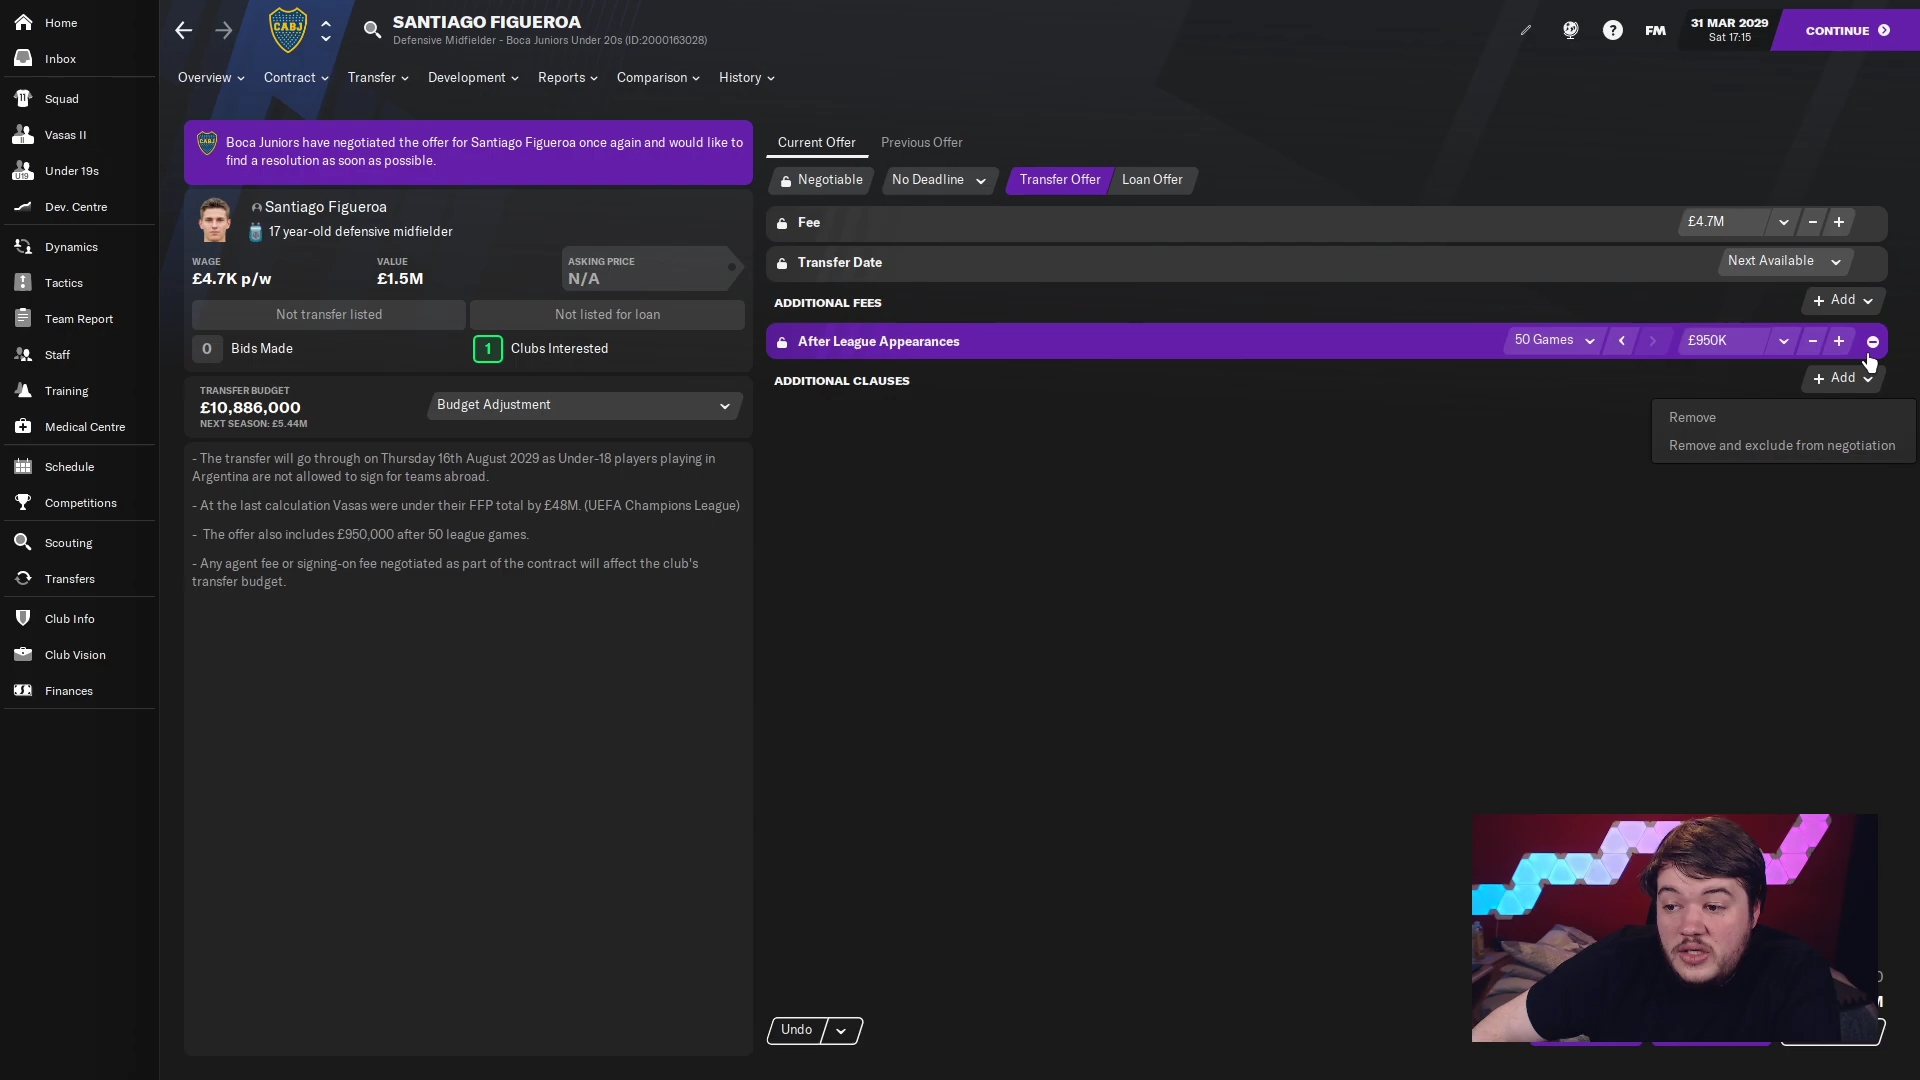 Home
Inbox
Squad
Vasas II
Under 19s
Dev. Centre
Dynamics
Tactics
Team Report
Staff
Training
Medical Centre
Schedule
Competitions
Scouting
Transfers
Club Info
Club Vision
Finances
CABJ
SANTIAGO FIGUEROA
Defensive Midfielder - Boca Juniors Under 20s (ID:2000163028)
FM
31 MAR 2029
Sat 17:15
CONTINUE
Overview
Contract
Transfer
Development
Reports
Comparison
History
Boca Juniors have negotiated the offer for Santiago Figueroa once again and would like to
find a resolution as soon as possible.
Santiago Figueroa
17 year-old defensive midfielder
WAGE
£4.7K p/w
VALUE
£1.5M
ASKING PRICE
N/A
Not transfer listed
Not listed for loan
0 Bids Made
1 Clubs Interested
TRANSFER BUDGET
£10,886,000
NEXT SEASON: £5.44M
Budget Adjustment
- The transfer will go through on Thursday 16th August 2029 as Under-18 players playing in
Argentina are not allowed to sign for teams abroad.
- At the last calculation Vasas were under their FFP total by £48M. (UEFA Champions League)
- The offer also includes £950,000 after 50 league games.
- Any agent fee or signing-on fee negotiated as part of the contract will affect the club's
transfer budget.
Current Offer
Previous Offer
Negotiable
No Deadline
Transfer Offer
Loan Offer
Fee
£4.7M
Transfer Date
Next Available
ADDITIONAL FEES
+ Add
After League Appearances
50 Games
£950K
ADDITIONAL CLAUSES
+ Add
Remove
Remove and exclude from negotiation
Undo